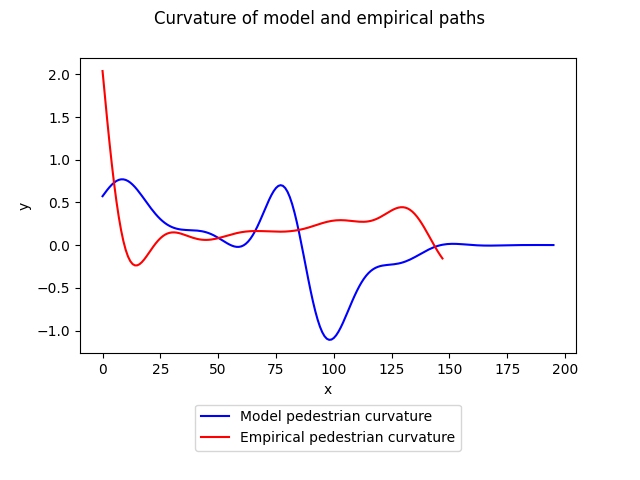 Curvature of model and empirical paths
2.0
1.5
1.0
0.5
0.0
−0.5
−1.0
y
0 25 50 75 100 125 150 175 200
x
Model pedestrian curvature
Empirical pedestrian curvature